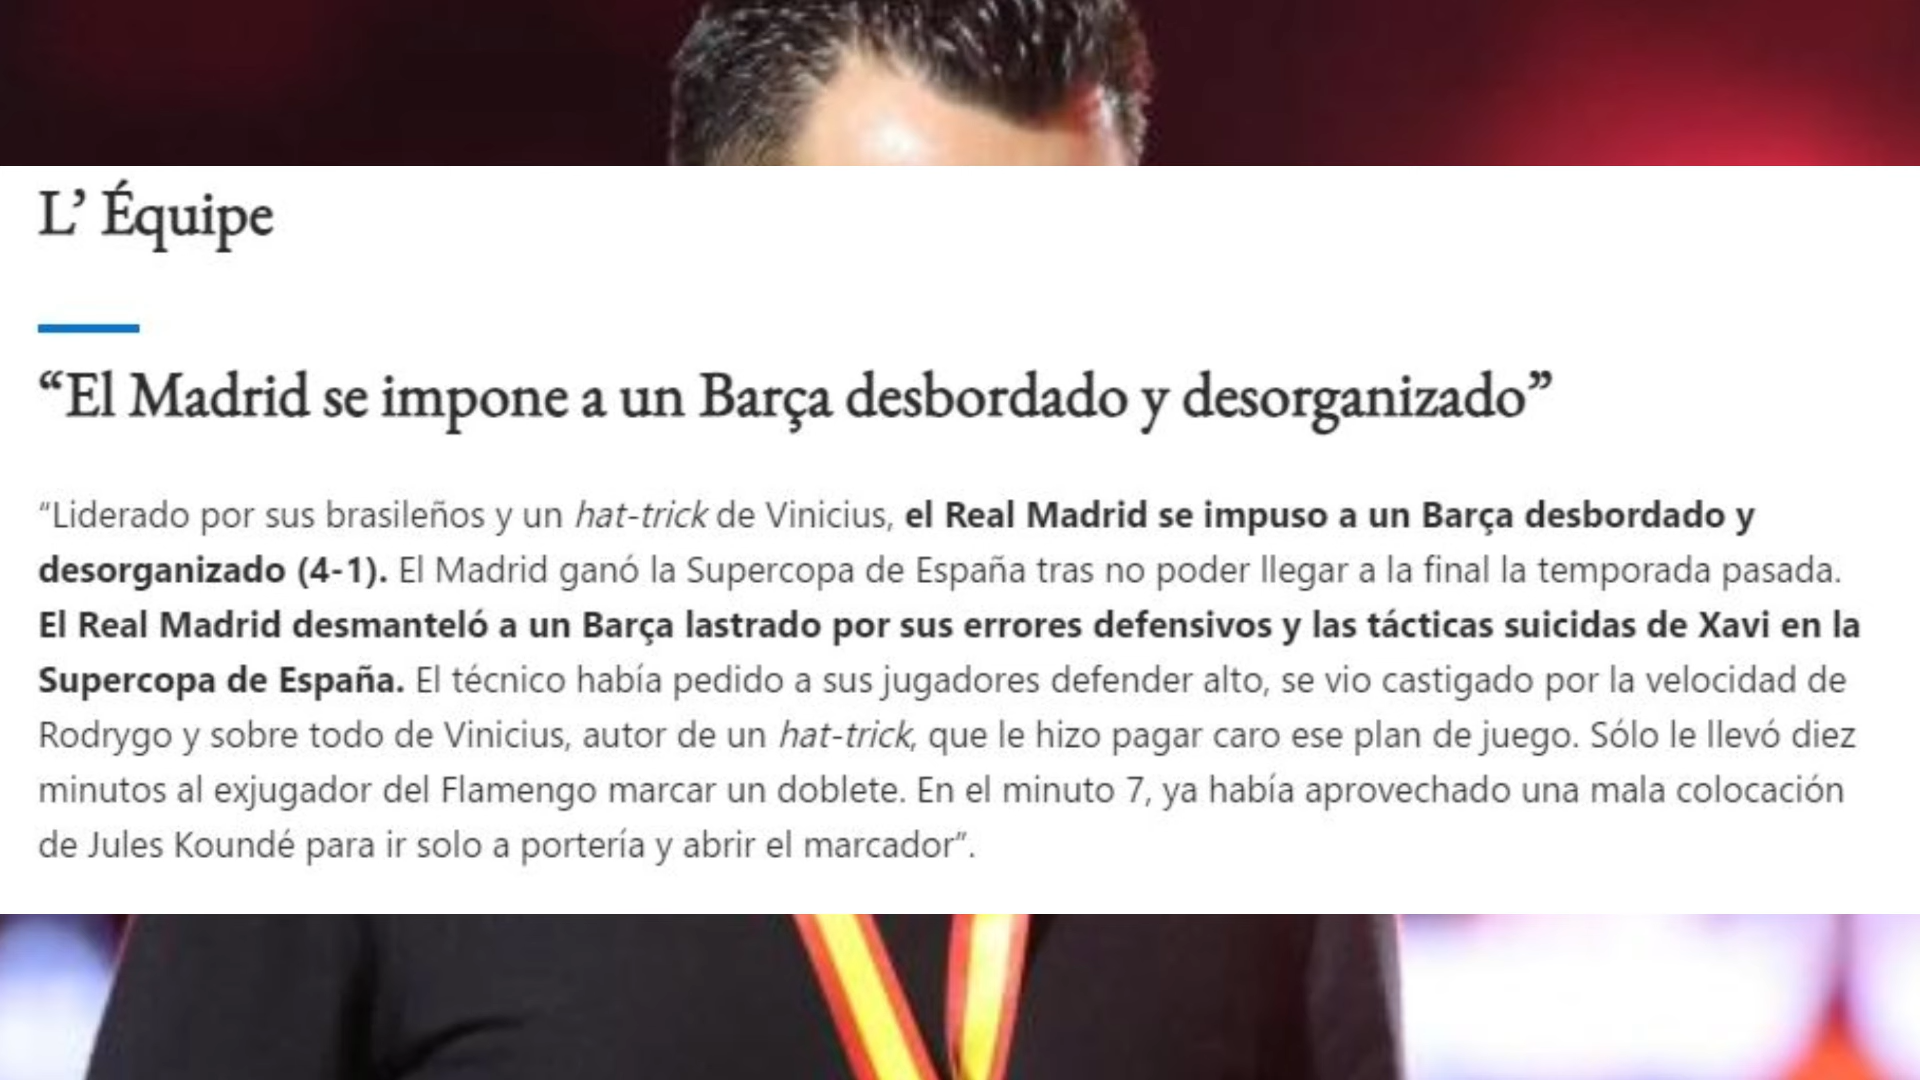 L’ Équipe
“El Madrid se impone a un Barça desbordado y desorganizado”
“Liderado por sus brasileños y un hat-trick de Vinicius, el Real Madrid se impuso a un Barça desbordado y
desorganizado (4-1). El Madrid ganó la Supercopa de España tras no poder llegar a la final la temporada pasada.
El Real Madrid desmanteló a un Barça lastrado por sus errores defensivos y las tácticas suicidas de Xavi en la
Supercopa de España. El técnico había pedido a sus jugadores defender alto, se vio castigado por la velocidad de
Rodrygo y sobre todo de Vinicius, autor de un hat-trick, que le hizo pagar caro ese plan de juego. Sólo le llevó diez
minutos al exjugador del Flamengo marcar un doblete. En el minuto 7, ya había aprovechado una mala colocación
de Jules Koundé para ir solo a portería y abrir el marcador”.